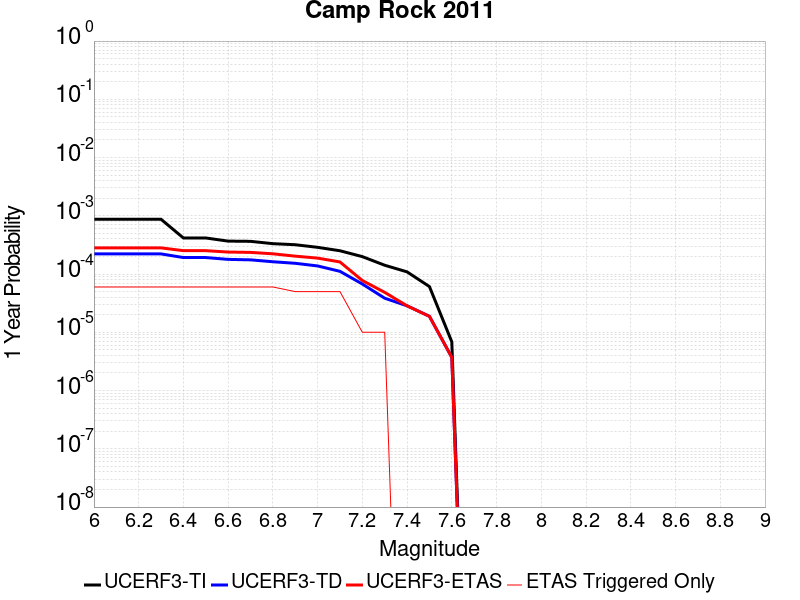 Camp Rock 2011
10^0
10^-1
10^-2
10^-3
10^-4
10^-5
10^-6
10^-7
10^-8
1 Year Probability
6 6.2 6.4 6.6 6.8 7 7.2 7.4 7.6 7.8 8 8.2 8.4 8.6 8.8 9
Magnitude
UCERF3-TI UCERF3-TD UCERF3-ETAS ETAS Triggered Only